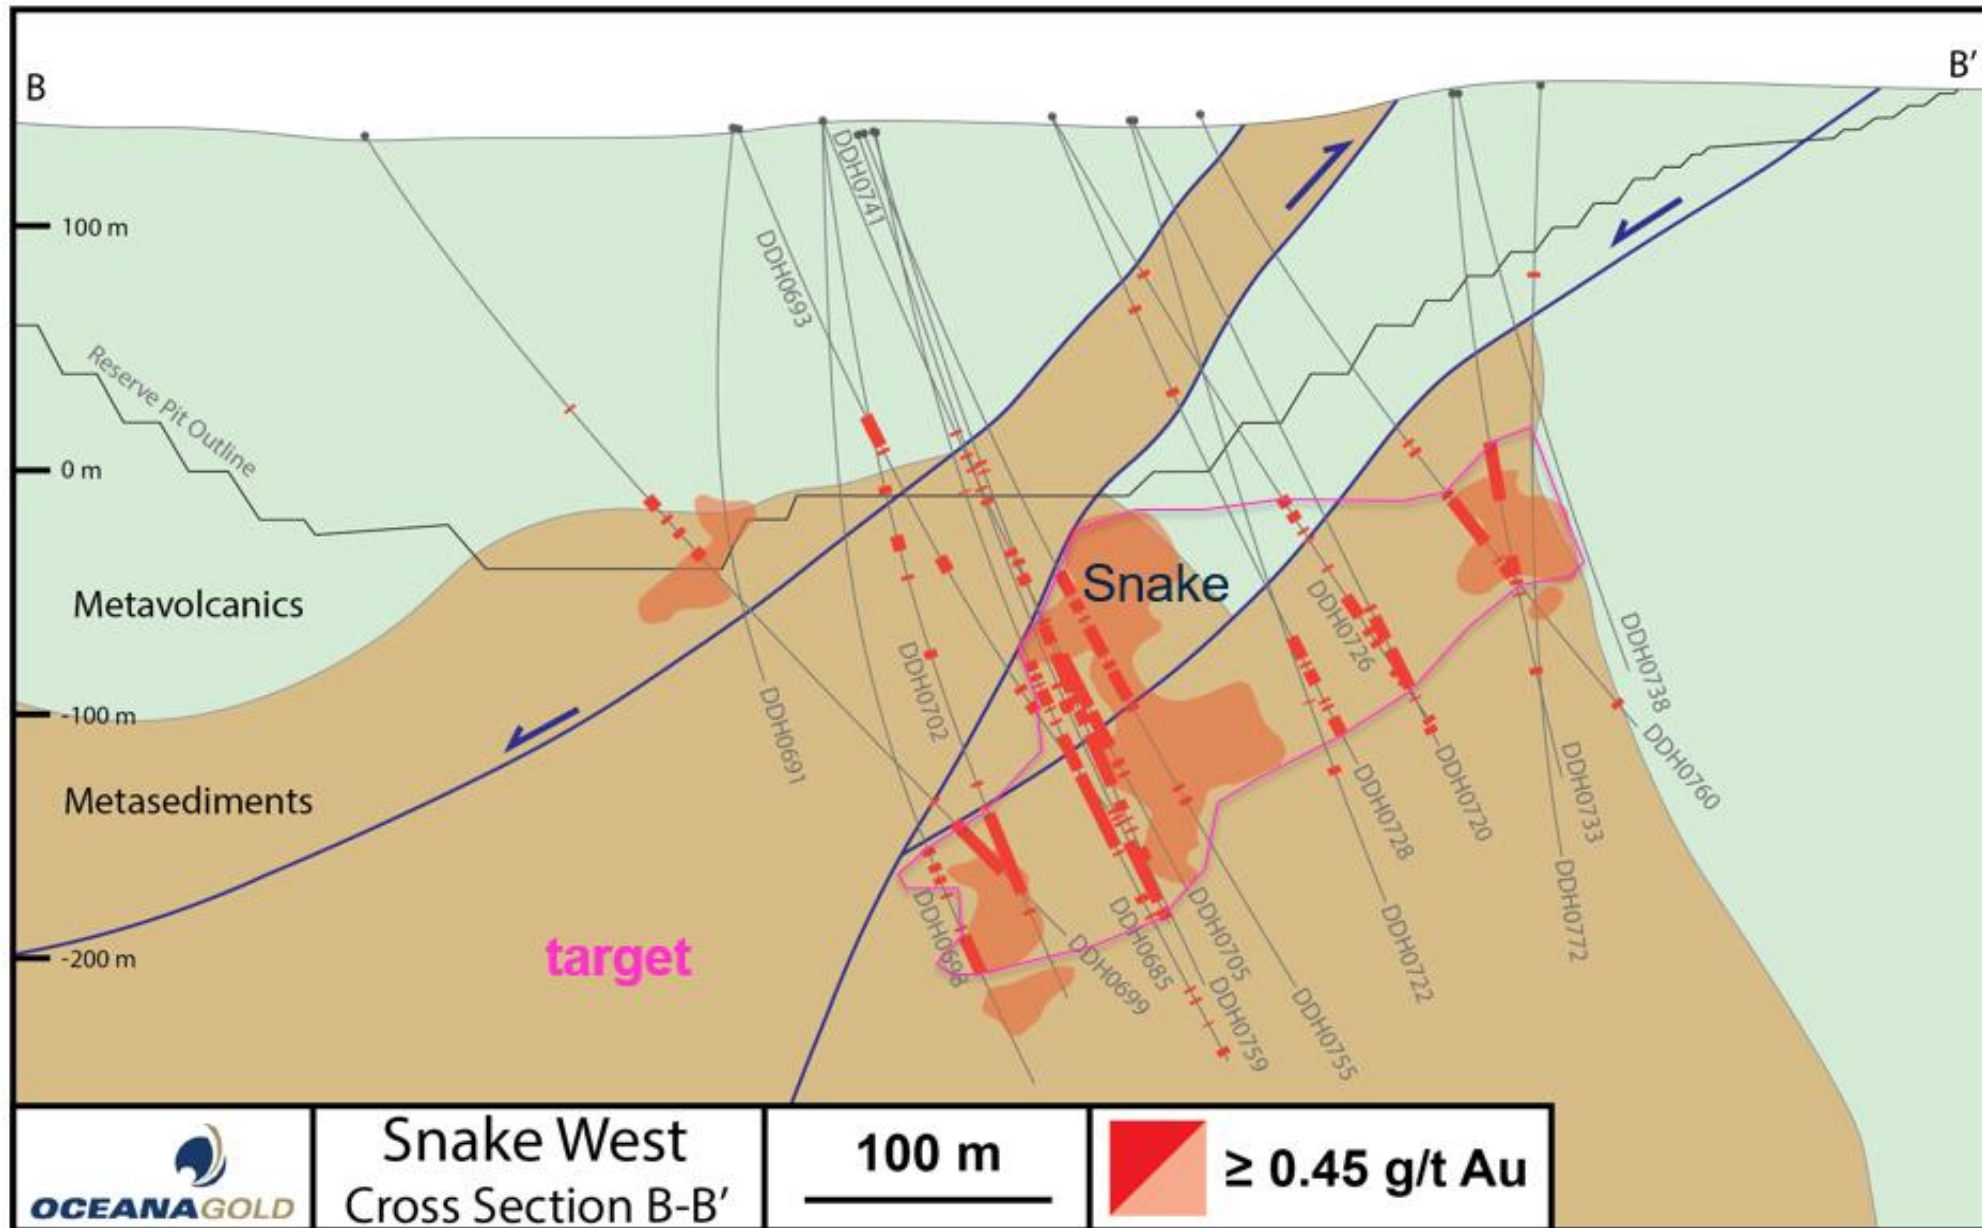 B
B′
DDH0741
DDH0693
100 m
Reserve Pit Outline
0 m
Metavolcanics
Snake
DDH0726
DDH0738
DDH0702
DDH0691
-100 m
DDH0760
DDH0733
DDH0720
DDH0728
Metasediments
DDH0772
DDH0722
DDH0698
DDH0699
DDH0685
DDH0705
DDH0759
DDH0755
target
-200 m
OCEANAGOLD
Snake West
Cross Section B-B′
100 m
≥ 0.45 g/t Au